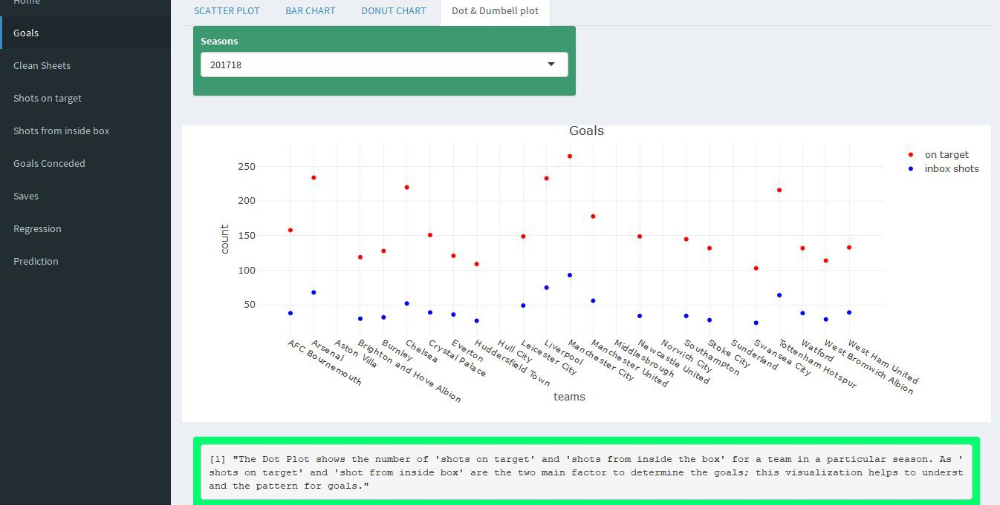 Home
Goals
Clean Sheets
Shots on target
Shots from inside box
Goals Conceded
Saves
Regression
Prediction
SCATTER PLOT BAR CHART DONUT CHART Dot & Dumbell plot
Seasons
201718
Goals
on target
inbox shots
count
250
200
150
100
50
AFC Bournemouth
Arsenal
Aston Villa
Brighton and Hove Albion
Burnley
Chelsea
Crystal Palace
Everton
Huddersfield Town
Hull City
Leicester City
Liverpool
Manchester City
Manchester United
Middlesbrough
Newcastle United
Norwich City
Southampton
Stoke City
Sunderland
Swansea City
Tottenham Hotspur
Watford
West Bromwich Albion
West Ham United
teams
[1] "The Dot Plot shows the number of 'shots on target' and 'shots from inside the box' for a team in a particular season. As '
shots on target' and 'shot from inside box' are the two main factor to determine the goals; this visualization helps to underst
and the pattern for goals."